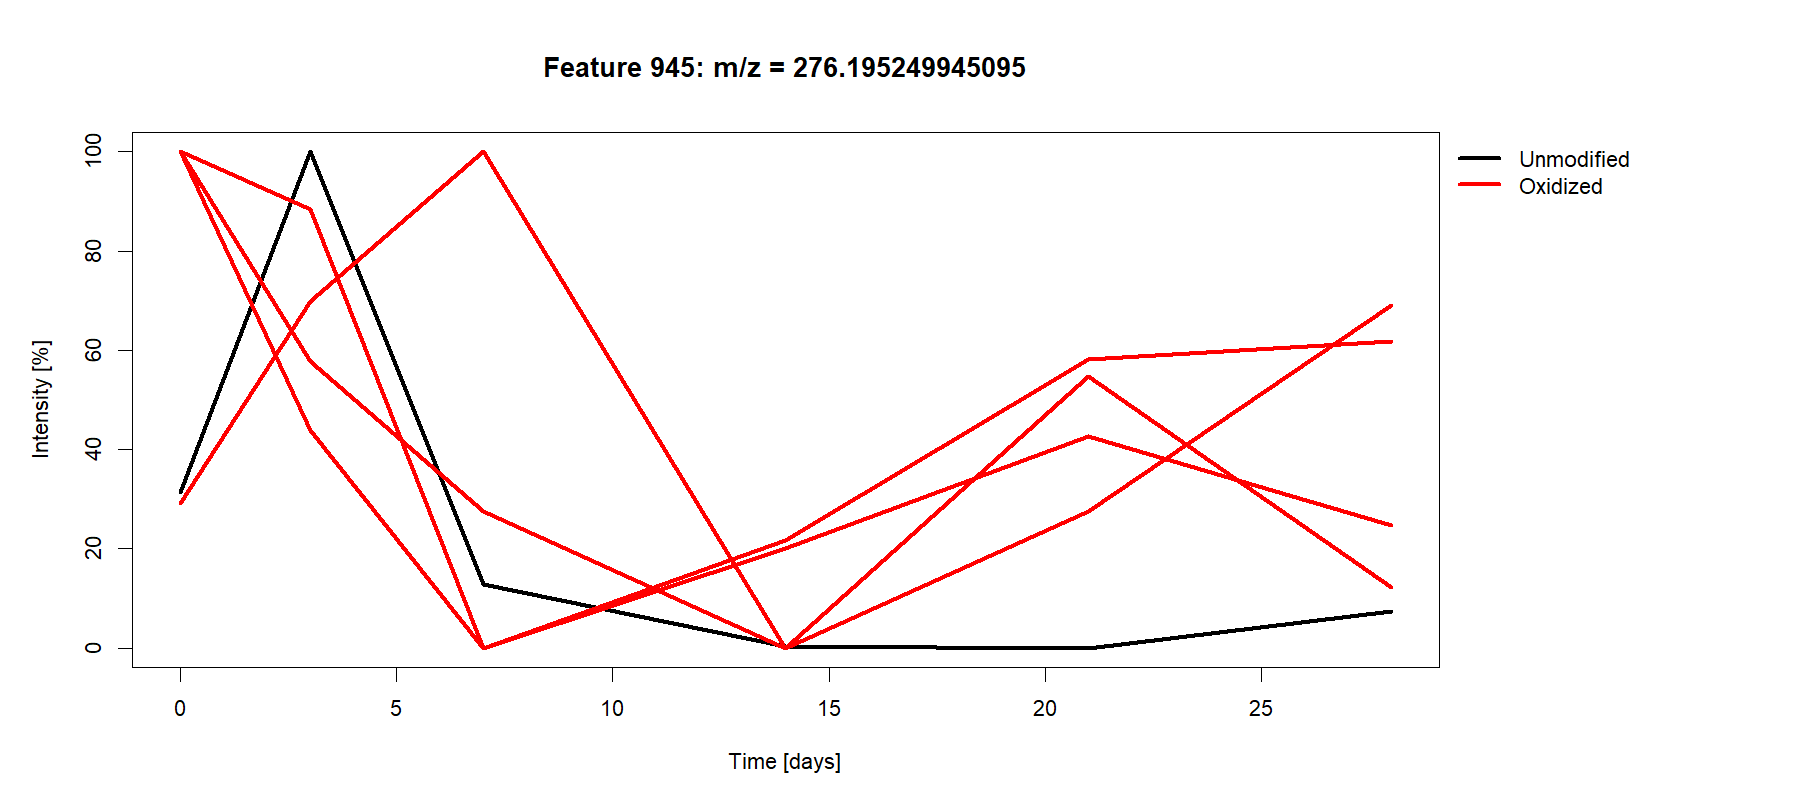 Feature 945: m/z = 276.195249945095
Unmodified
Oxidized
Intensity [%]
100
80
60
40
20
0
0 5 10 15 20 25
Time [days]